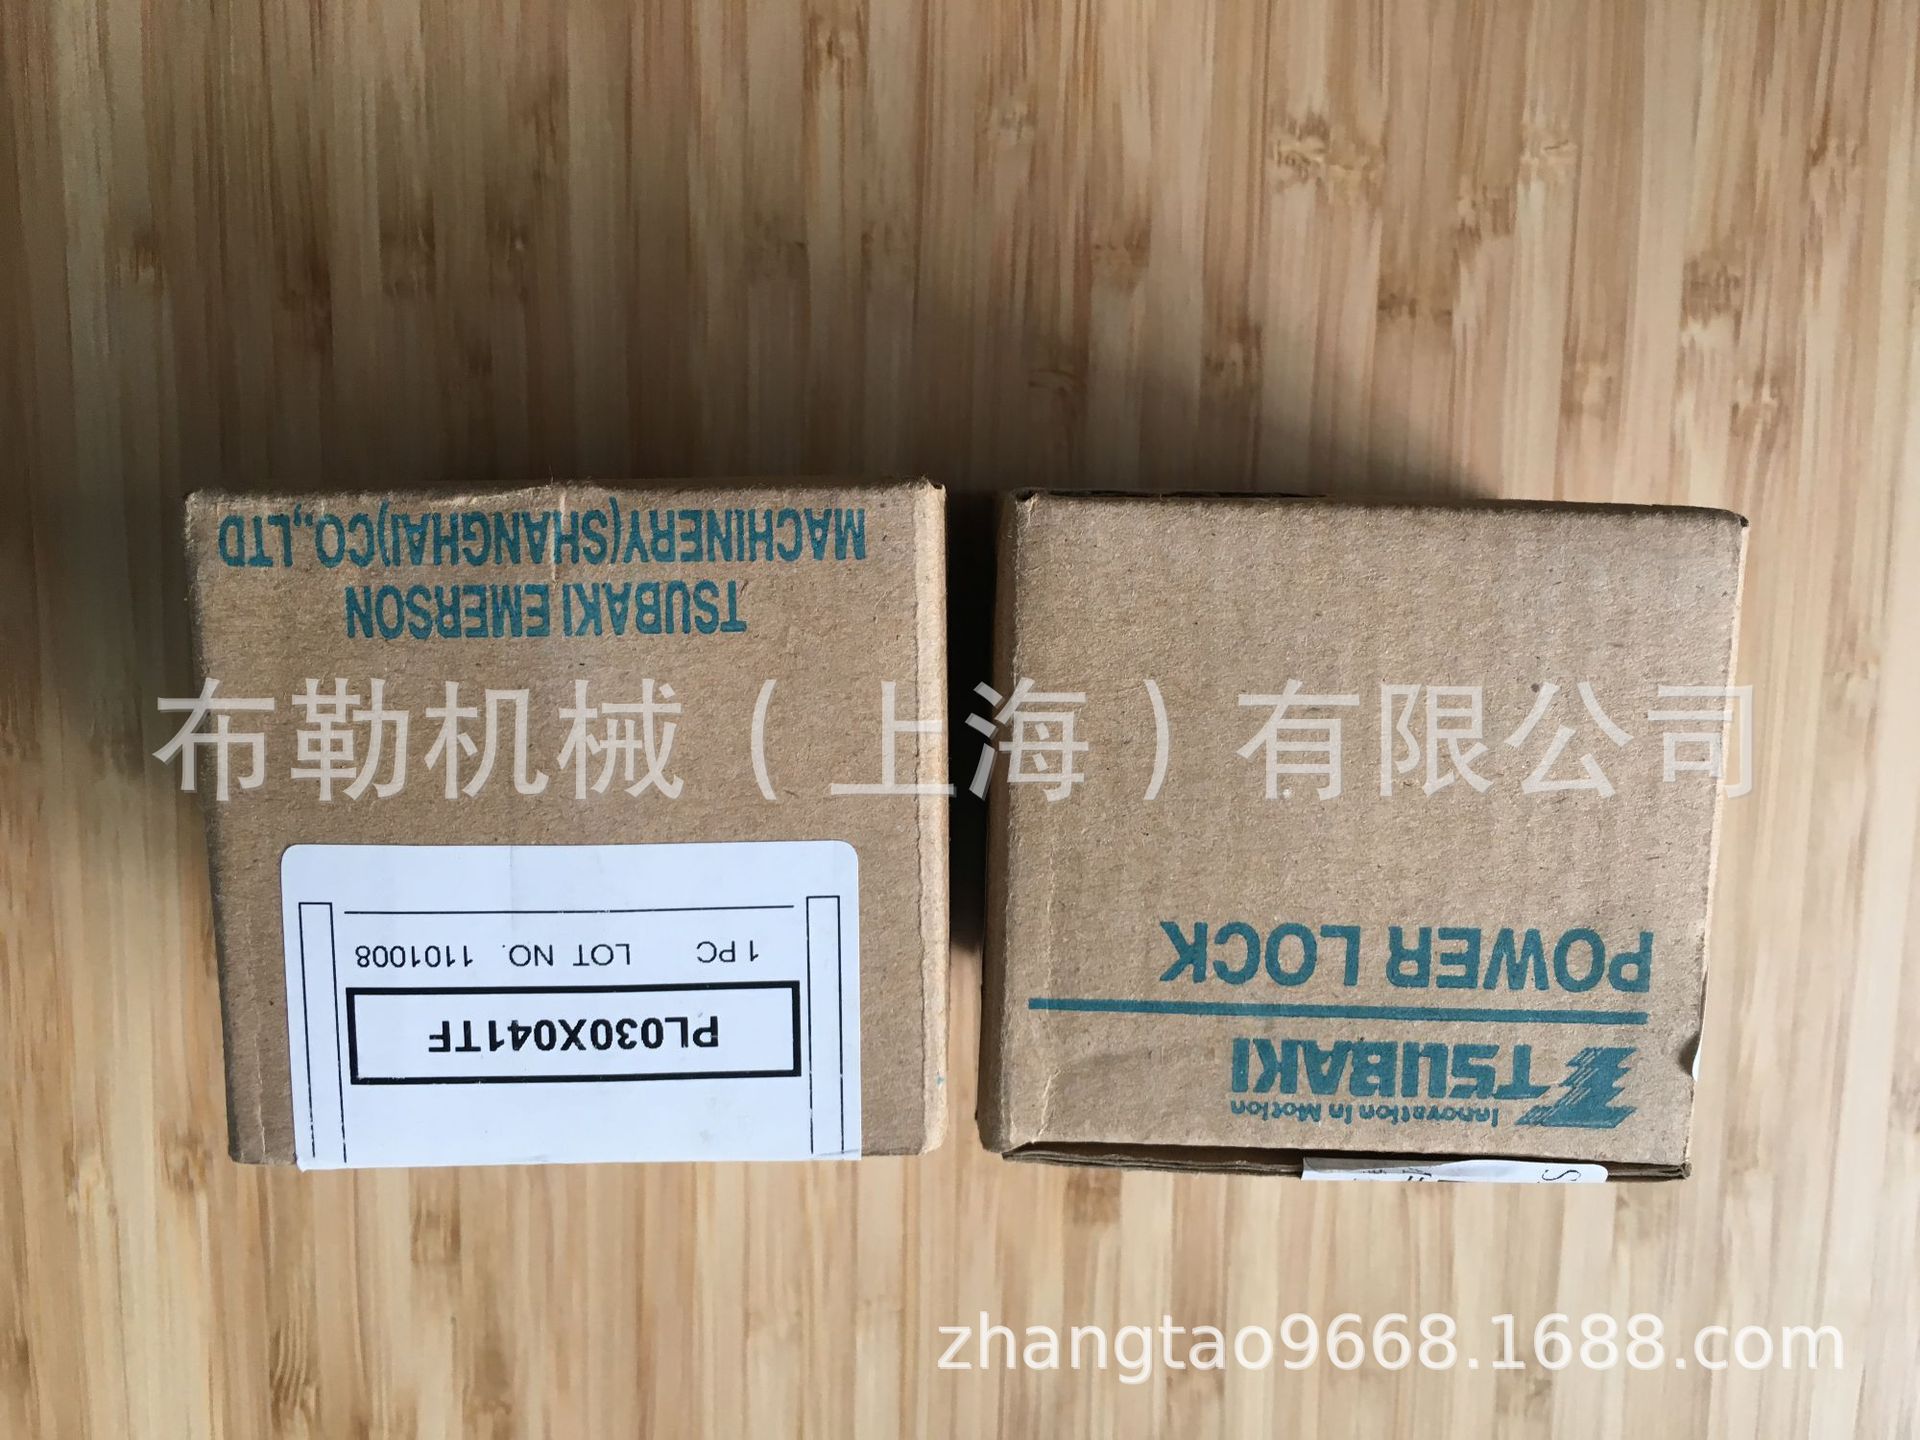 TSUBAKI EMERSON
MACHINERY(SHANGHAI)CO.,LTD
PL030X041TF
1 PC LOT NO. 1101008
Innovation in Motion
TSUBAKI
POWER LOCK
布勒机械（上海）有限公司
zhangtao9668.1688.com